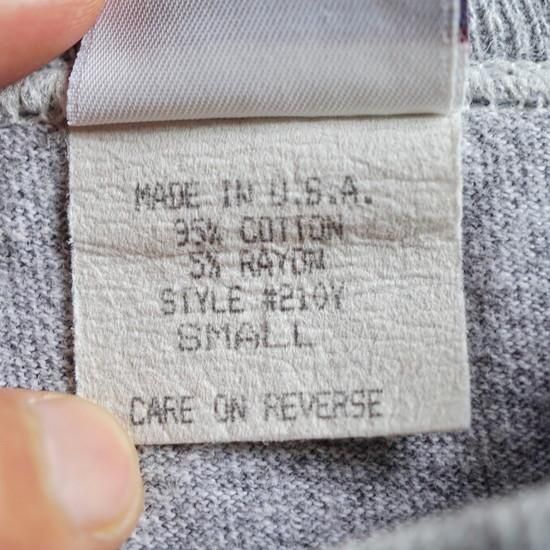 MADE IN U.S.A.
95% COTTON
5% RAYON
STYLE #210Y
SMALL
CARE ON REVERSE